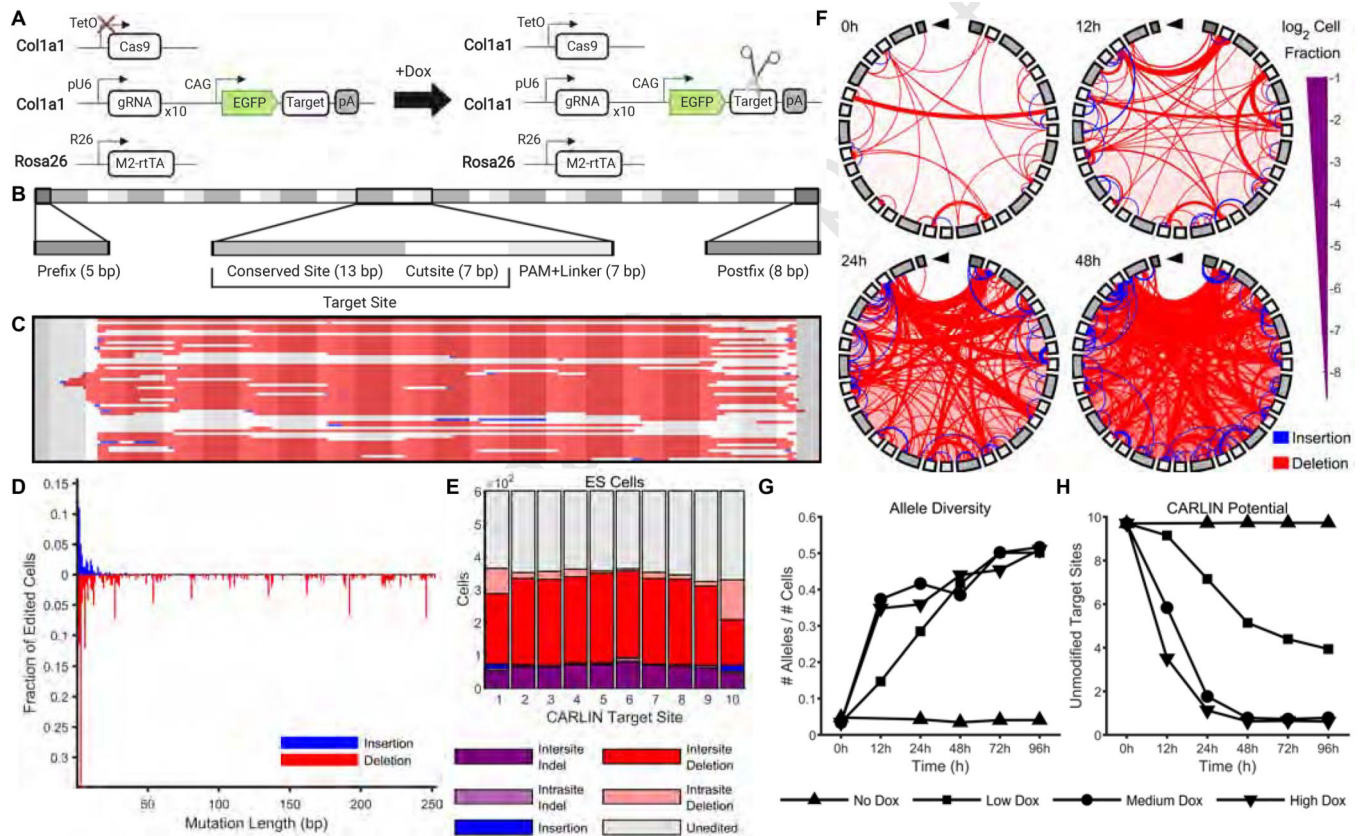 A
TetO
Col1a1
Cas9
pU6
CAG
Col1a1
gRNA
x10
EGFP
Target
pA
R26
Rosa26
M2-rtTA
+Dox
TetO
Col1a1
Cas9
pU6
CAG
Col1a1
gRNA
x10
EGFP
Target
pA
R26
Rosa26
M2-rtTA
B
Prefix (5 bp)
Conserved Site (13 bp)
Cutsite (7 bp)
PAM+Linker (7 bp)
Postfix (8 bp)
Target Site
C
D
Fraction of Edited Cells
0.15
0.1
0.05
0
0.05
0.1
0.15
0.2
0.25
0.3
50
100
150
200
250
Mutation Length (bp)
Insertion
Deletion
E
ES Cells
×10²
6
5
4
3
2
1
0
Cells
1 2 3 4 5 6 7 8 9 10
CARLIN Target Site
Intersite Indel
Intersite Deletion
Intrasite Indel
Intrasite Deletion
Insertion
Unedited
F
0h
12h
24h
48h
log₂ Cell
Fraction
-1
-2
-3
-4
-5
-6
-7
-8
Insertion
Deletion
G
Allele Diversity
# Alleles / # Cells
0.6
0.5
0.4
0.3
0.2
0.1
0
0h 12h 24h 48h 72h 96h
Time (h)
H
CARLIN Potential
Unmodified Target Sites
10
8
6
4
2
0
0h 12h 24h 48h 72h 96h
Time (h)
No Dox
Low Dox
Medium Dox
High Dox